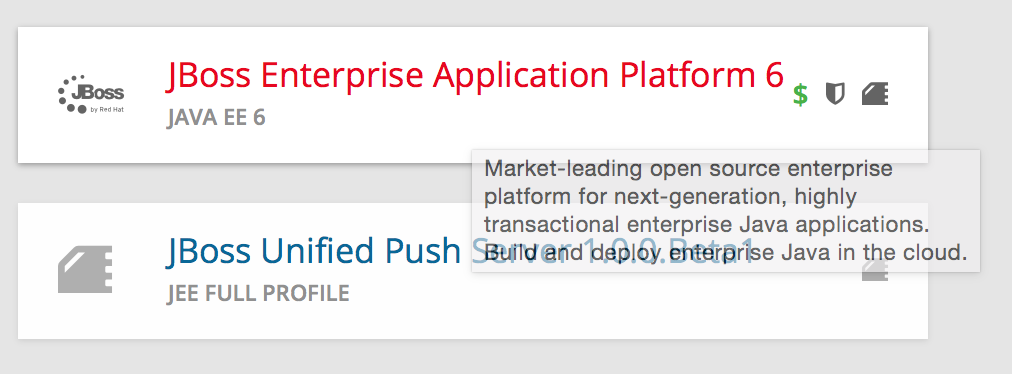 JBoss Enterprise Application Platform 6
JBoss
by Red Hat
$
JAVA EE 6
Market-leading open source enterprise
platform for next-generation, highly
transactional enterprise Java applications.
Build and deploy enterprise Java in the cloud.
JBoss Unified Push Server 1.0.0.Beta1
JEE FULL PROFILE